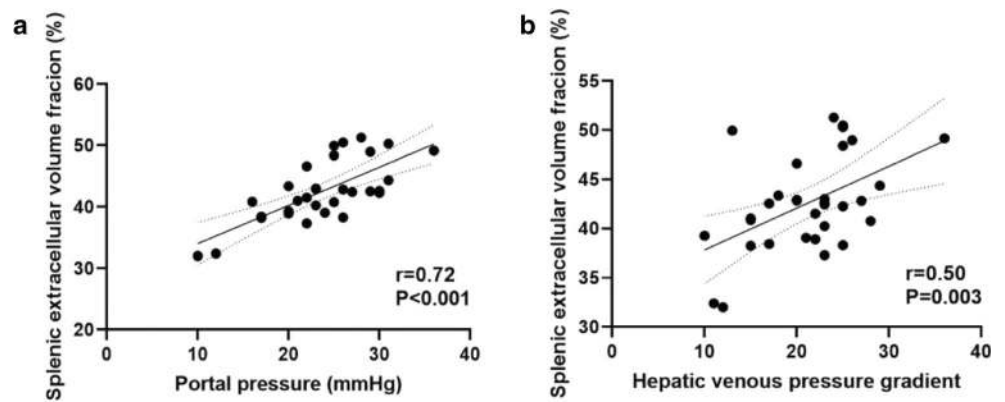 a
Splenic extracellular volume fracion (%)
60
50
40
30
20
0
10
20
30
40
r=0.72
P<0.001
Portal pressure (mmHg)
b
Splenic extracellular volume fracion (%)
55
50
45
40
35
30
0
10
20
30
40
r=0.50
P=0.003
Hepatic venous pressure gradient